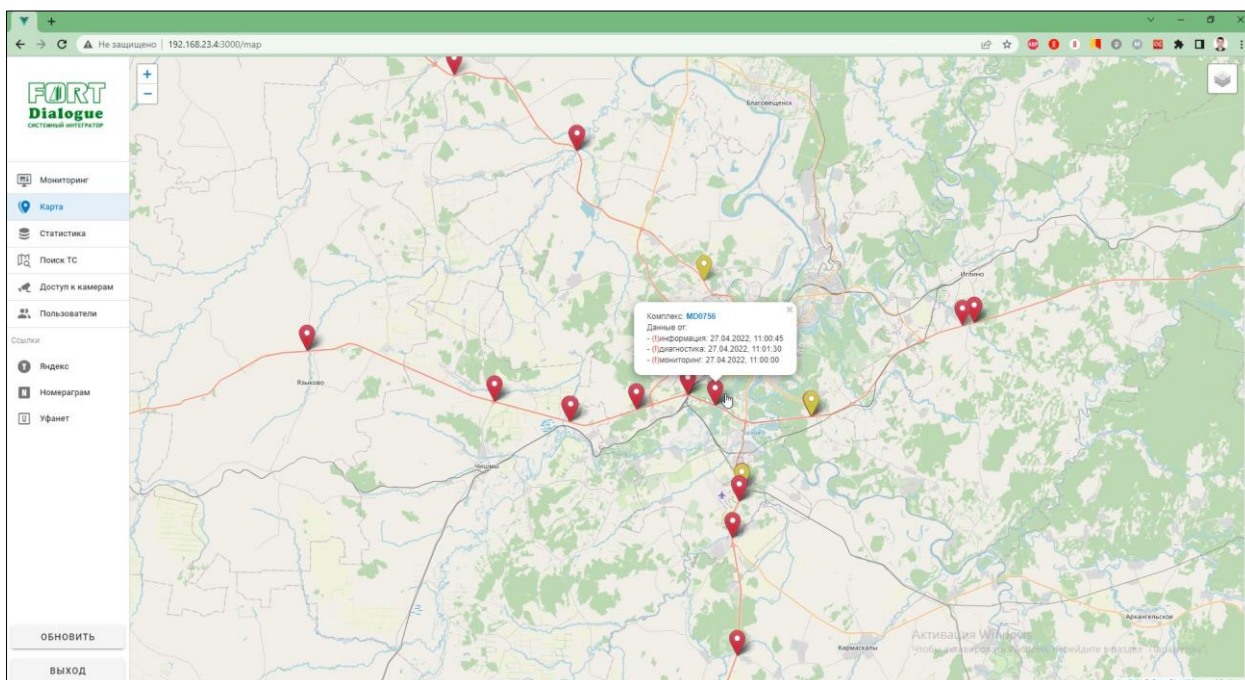 Не защищено | 192.168.23.4:3000/map
FORT
Dialogue
СИСТЕМНЫЙ ИНТЕГРАТОР
Мониторинг
Карта
Статистика
Поиск ТС
Доступ к камерам
Пользователи
Ссылки
Яндекс
Номераграм
Уфанет
ОБНОВИТЬ
ВЫХОД
+
−
Благовещенск
Иглино
Комплекс: MD0756
Данные от:
- (!)информация: 27.04.2022, 11:00:45
- (!)диагностика: 27.04.2022, 11:01:30
- (!)мониторинг: 27.04.2022, 11:00:00
Языково
Чишмы
Архангельское
Кармаскалы
Активация Windows